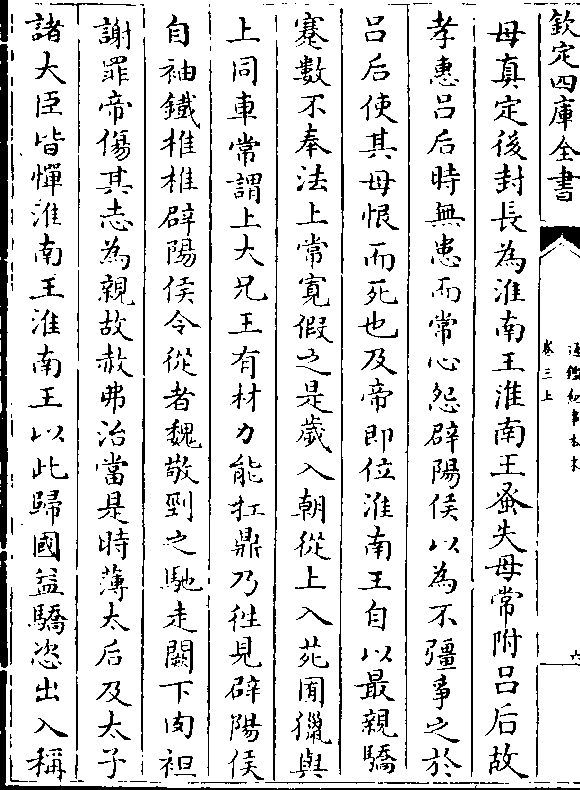 欽定四庫全書
通鑑紀事本末
卷三上
六
母真定後封長為淮南王淮南王蚤失母常附呂后故
孝惠呂后時無患而常心怨辟陽侯以為不彊爭之於
呂后使其母恨而死也及帝即位淮南王自以最親驕
蹇數不奉法上常寛假之是歲入朝從上入苑囿獵與
上同車常謂上大兄王有材力能扛鼎乃往見辟陽侯
自袖鐵椎椎辟陽侯令從者魏敬剄之馳走闕下肉袒
謝罪帝傷其志為親故赦弗治當是時薄太后及太子
諸大臣皆憚淮南王淮南王以此歸國益驕恣出入稱